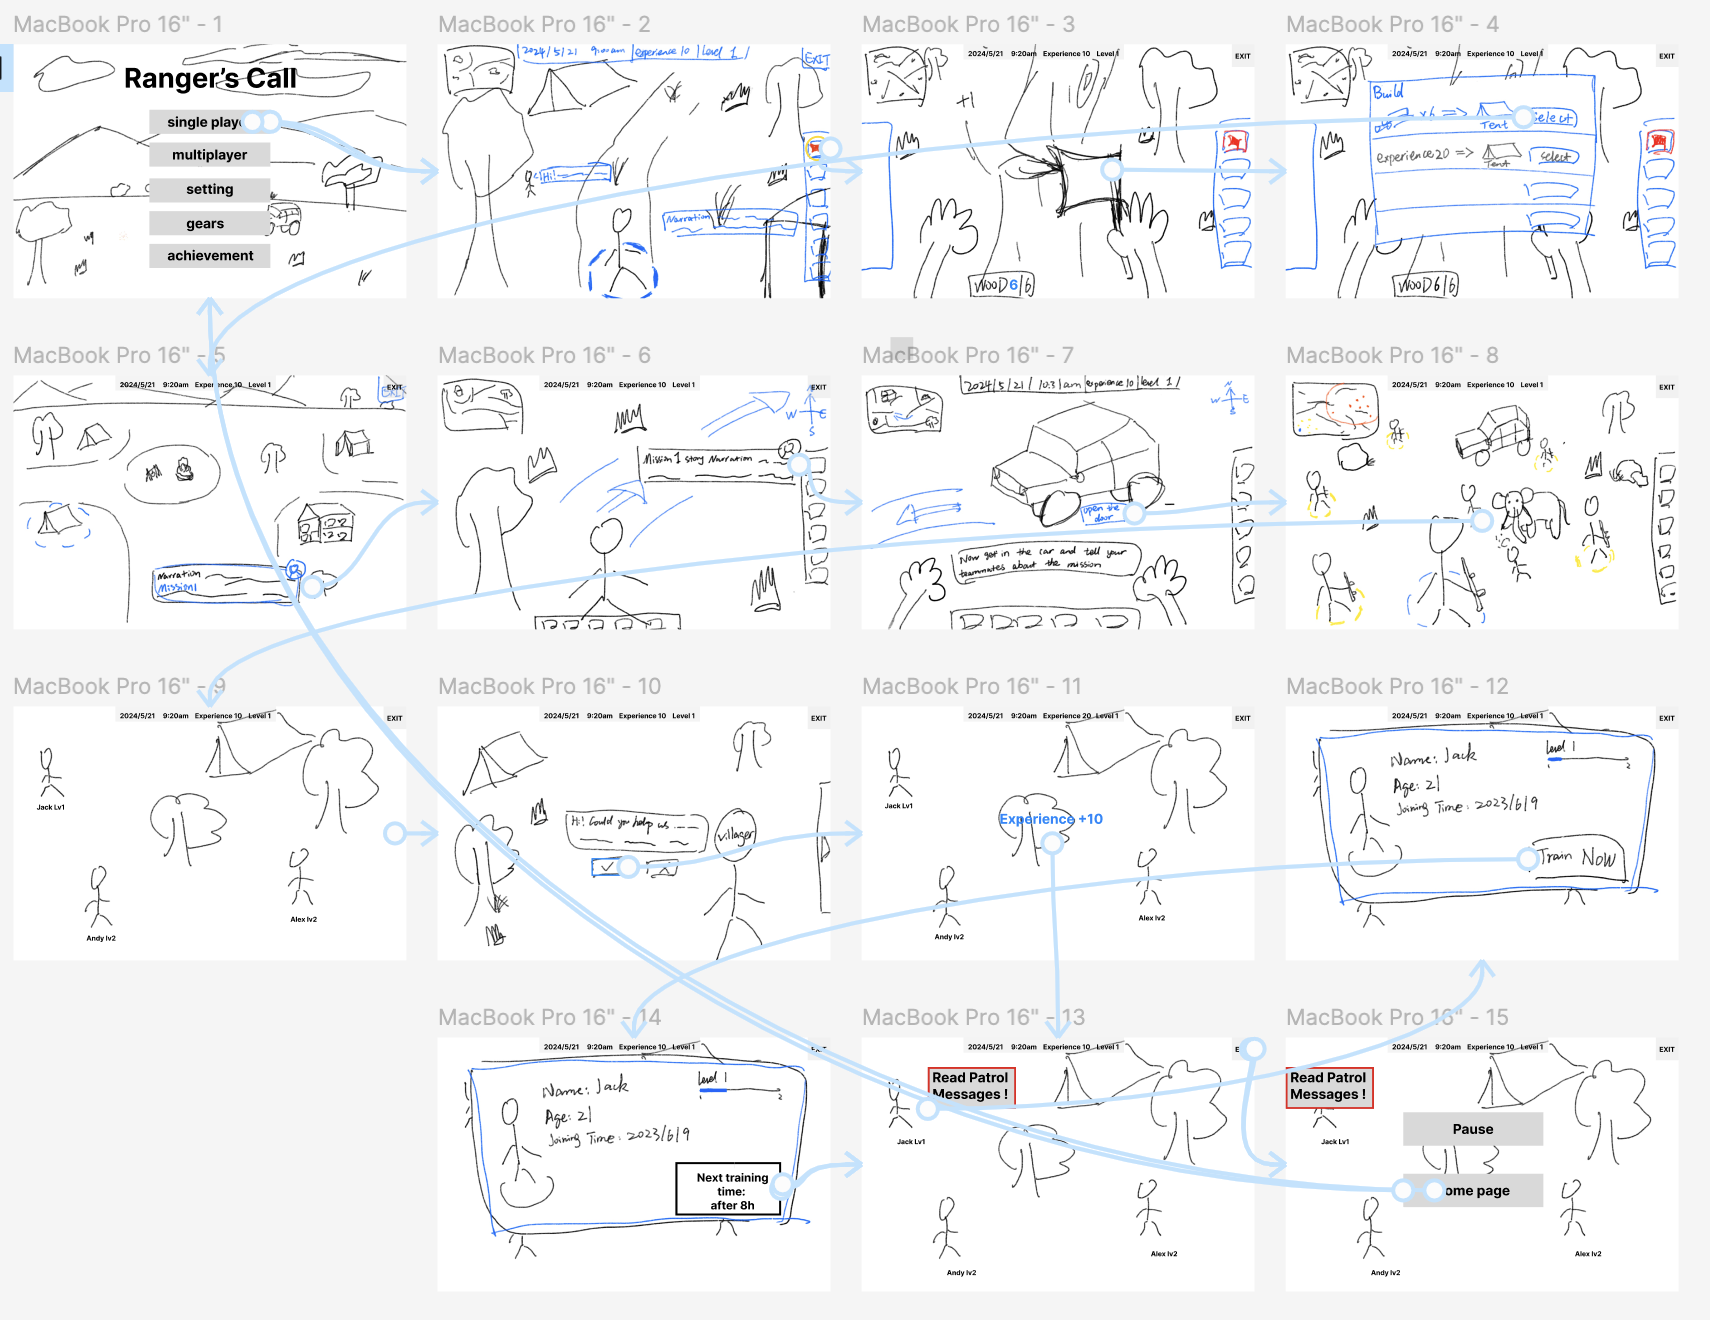 MacBook Pro 16" - 1
Ranger's Call
single playe
multiplayer
setting
gears
achievement
MacBook Pro 16" - 2
2024/5/21 9:00am |experience 10 |Level 1 /
EXIT
Hi!
Narration
MacBook Pro 16" - 3
2024/5/21 9:20am Experience 10 Level 1
EXIT
+1
WOOD 6/6
MacBook Pro 16" - 4
2024/5/21 9:20am Experience 10 Level 1
EXIT
Build
x6 =>
Tent
select
experience 20 =>
Tent
select
WOOD 6/6
MacBook Pro 16" - 5
2024/5/21 9:20am Experience 10 Level 1
EXIT
Narration
Mission1
MacBook Pro 16" - 6
2024/5/21 9:20am Experience 10 Level 1
EXIT
W E
S
Mission 1 story Narration
MacBook Pro 16" - 7
2024/5/21 / 10:31am |experience 10 |level 1 /
N
W E
S
open the
door
Now get in the car and tell your
teammates about the mission
MacBook Pro 16" - 8
2024/5/21 9:20am Experience 10 Level 1
EXIT
MacBook Pro 16" - 9
2024/5/21 9:20am Experience 10 Level 1
EXIT
Jack Lv1
Andy lv2
Alex lv2
MacBook Pro 16" - 10
2024/5/21 9:20am Experience 10 Level 1
EXIT
Hi! Could you help us
villager
MacBook Pro 16" - 11
2024/5/21 9:20am Experience 20 Level 1
EXIT
Jack Lv1
Experience +10
Andy lv2
Alex lv2
MacBook Pro 16" - 12
2024/5/21 9:20am Experience 10 Level 1
EXIT
Name: Jack
Age: 21
Joining Time: 2023/6/9
Level 1
1 2
Train Now
MacBook Pro 16" - 14
2024/5/21 9:20am Experience 10 Level 1
EXIT
Name: Jack
Age: 21
Joining Time: 2023/6/9
Level 1
1 2
Next training
time:
after 8h
MacBook Pro 16" - 13
2024/5/21 9:20am Experience 10 Level 1
E
Read Patrol
Messages !
Jack Lv1
Andy lv2
Alex lv2
MacBook Pro 16" - 15
2024/5/21 9:20am Experience 10 Level 1
EXIT
Read Patrol
Messages !
Jack Lv1
Pause
ome page
Andy lv2
Alex lv2